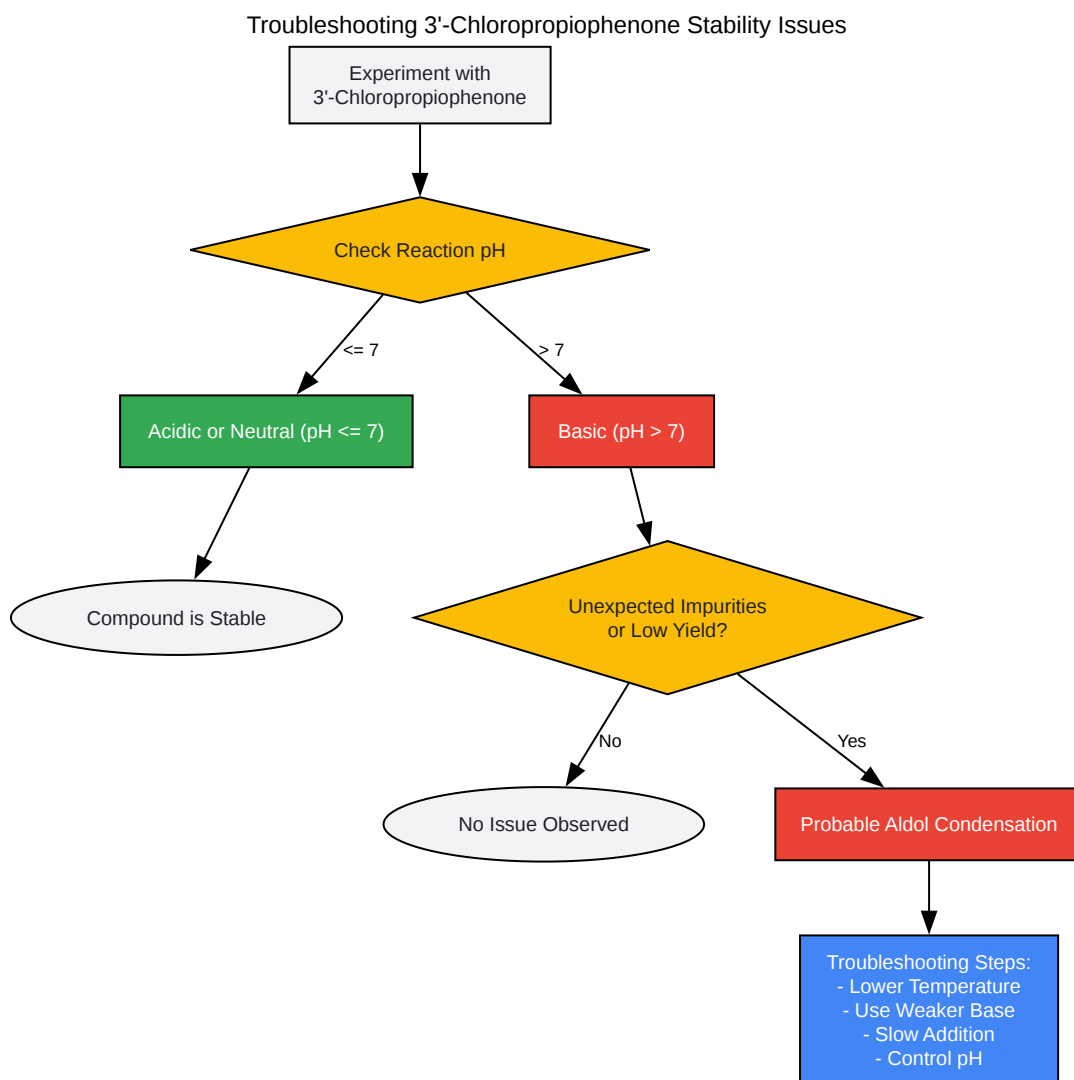 Troubleshooting 3'-Chloropropiophenone Stability Issues
Experiment with
3'-Chloropropiophenone
Check Reaction pH
<= 7
> 7
Acidic or Neutral (pH <= 7)
Basic (pH > 7)
Compound is Stable
Unexpected Impurities
or Low Yield?
No
Yes
No Issue Observed
Probable Aldol Condensation
Troubleshooting Steps:
- Lower Temperature
- Use Weaker Base
- Slow Addition
- Control pH